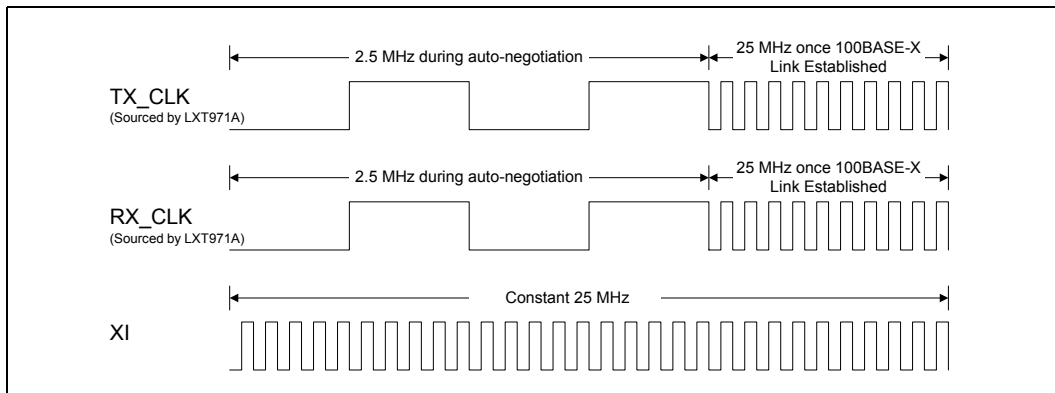 2.5 MHz during auto-negotiation
25 MHz once 100BASE-X
Link Established
TX_CLK
(Sourced by LXT971A)
2.5 MHz during auto-negotiation
25 MHz once 100BASE-X
Link Established
RX_CLK
(Sourced by LXT971A)
Constant 25 MHz
XI